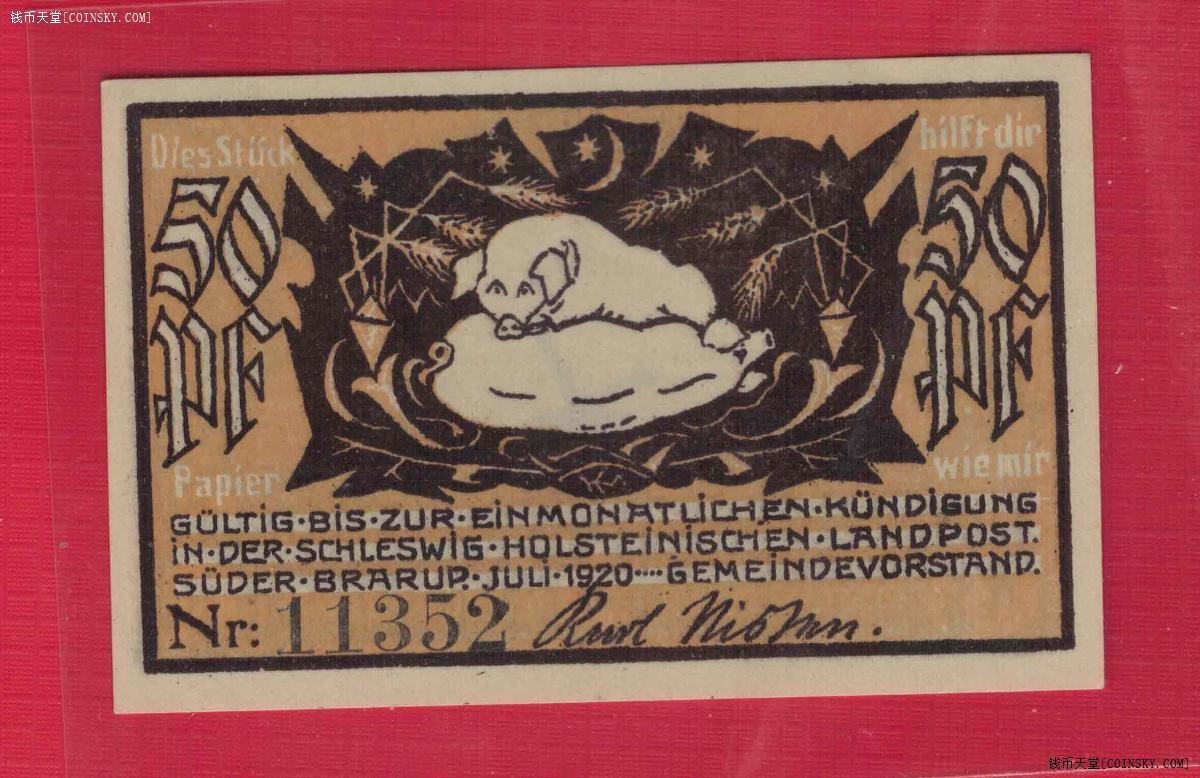 钱币天堂[COINSKY.COM]
Dies Stück hilft dir
50 50
PF PF
Papier wie mir
GÜLTIG·BIS·ZUR·EINMONATLICHEN·KÜNDIGUNG
IN·DER·SCHLESWIG·HOLSTEINISCHEN·LANDPOST.
SÜDER·BRARUP.·JULI·1920····GEMEINDEVORSTAND.
Nr: 11352
钱币天堂[COINSKY.COM]